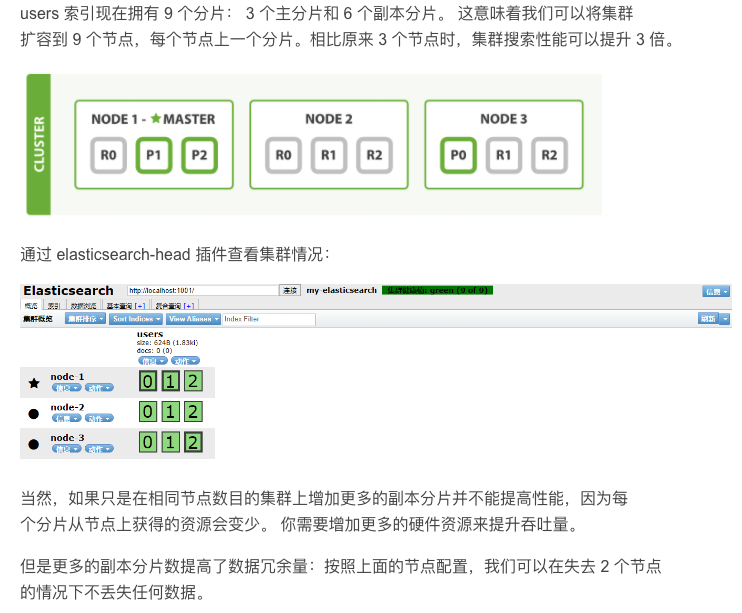 users 索引现在拥有 9 个分片： 3 个主分片和 6 个副本分片。 这意味着我们可以将集群
扩容到 9 个节点，每个节点上一个分片。相比原来 3 个节点时，集群搜索性能可以提升 3 倍。
CLUSTER
NODE 1 - ★ MASTER
R0 P1 P2
NODE 2
R0 R1 R2
NODE 3
P0 R1 R2
通过 elasticsearch-head 插件查看集群情况：
Elasticsearch http://localhost:1001/ 连接 my-elasticsearch 集群健康值: green (9 of 9) 信息
概览 索引 数据浏览 基本查询 [+] 复合查询 [+]
集群概览 集群排序 Sort Indices View Aliases Index Filter 刷新
users
size: 624B (1.83ki)
docs: 0 (0)
信息 动作
node-1
信息 动作
0 1 2
node-2
信息 动作
0 1 2
node-3
信息 动作
0 1 2
当然，如果只是在相同节点数目的集群上增加更多的副本分片并不能提高性能，因为每
个分片从节点上获得的资源会变少。 你需要增加更多的硬件资源来提升吞吐量。
但是更多的副本分片数提高了数据冗余量：按照上面的节点配置，我们可以在失去 2 个节点
的情况下不丢失任何数据。